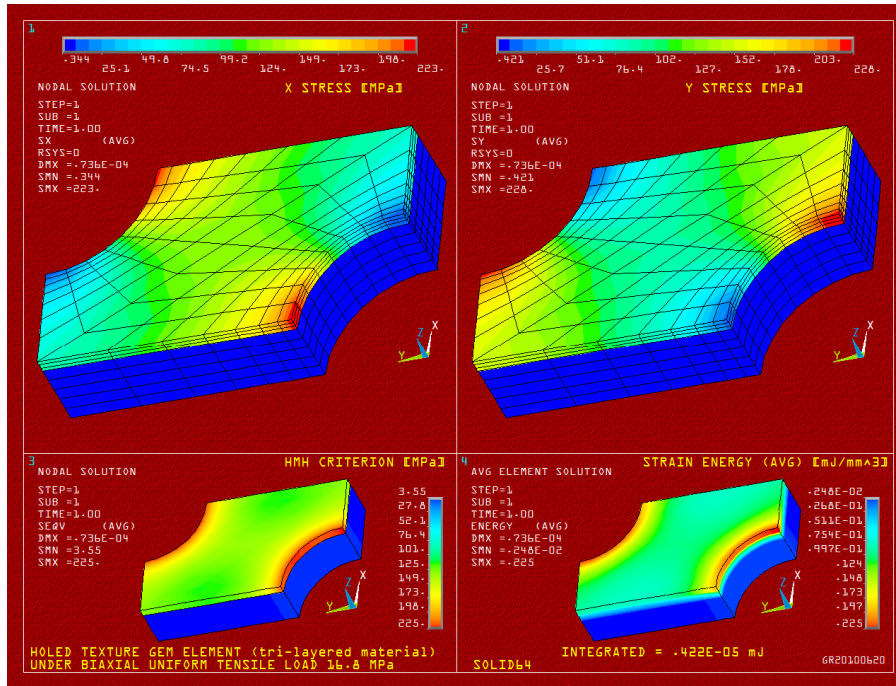 1
.344 49.8 99.2 149. 198.
25.1 74.5 124. 173. 223.
NODAL SOLUTION
X STRESS [MPa]
STEP=1
SUB =1
TIME=1.00
SX (AVG)
RSYS=0
DMX =.736E-04
SMN =.344
SMX =223.
Z X
Y
2
.421 51.1 102. 152. 203.
25.7 76.4 127. 178. 228.
NODAL SOLUTION
Y STRESS [MPa]
STEP=1
SUB =1
TIME=1.00
SY (AVG)
RSYS=0
DMX =.736E-04
SMN =.421
SMX =228.
Z X
Y
3
HMH CRITERION [MPa]
NODAL SOLUTION
STEP=1
SUB =1
TIME=1.00
SEQV (AVG)
DMX =.736E-04
SMN =3.55
SMX =225.
3.55
27.8
52.1
76.4
101.
125.
149.
173.
198.
225.
Z X
Y
HOLED TEXTURE GEM ELEMENT (tri-layered material)
UNDER BIAXIAL UNIFORM TENSILE LOAD 16.8 MPa
4
STRAIN ENERGY (AVG) [mJ/mm^3]
AVG ELEMENT SOLUTION
STEP=1
SUB =1
TIME=1.00
ENERGY (AVG)
DMX =.736E-04
SMN =.248E-02
SMX =.225
.248E-02
.268E-01
.511E-01
.754E-01
.997E-01
.124
.148
.173
.197
.225
Z X
Y
INTEGRATED = .422E-05 mJ
SOLID64
GR20100620